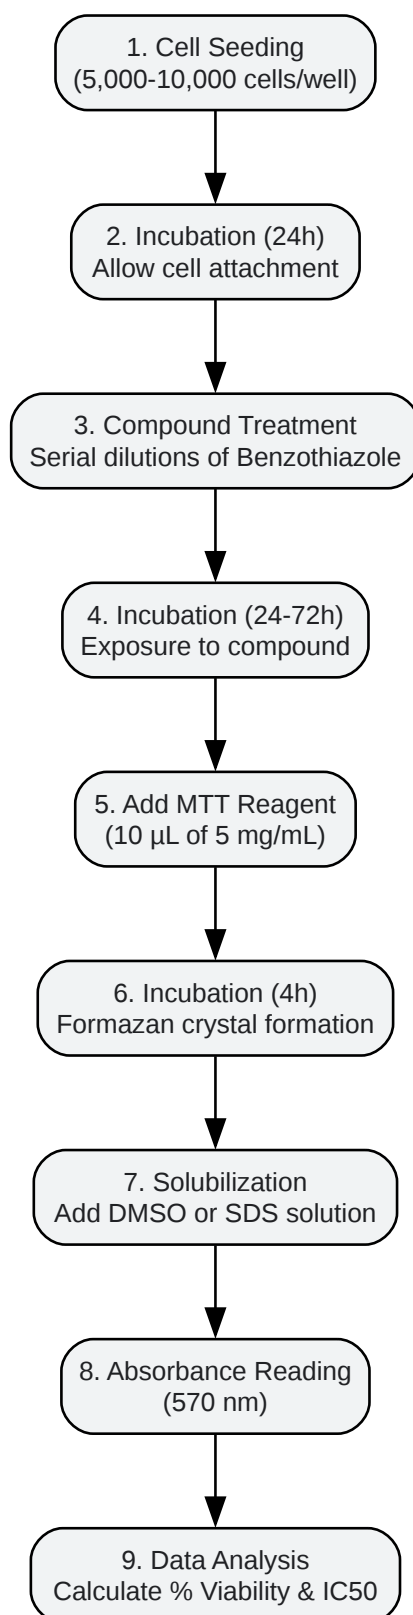 1. Cell Seeding
(5,000-10,000 cells/well)
2. Incubation (24h)
Allow cell attachment
3. Compound Treatment
Serial dilutions of Benzothiazole
4. Incubation (24-72h)
Exposure to compound
5. Add MTT Reagent
(10 µL of 5 mg/mL)
6. Incubation (4h)
Formazan crystal formation
7. Solubilization
Add DMSO or SDS solution
8. Absorbance Reading
(570 nm)
9. Data Analysis
Calculate % Viability & IC50